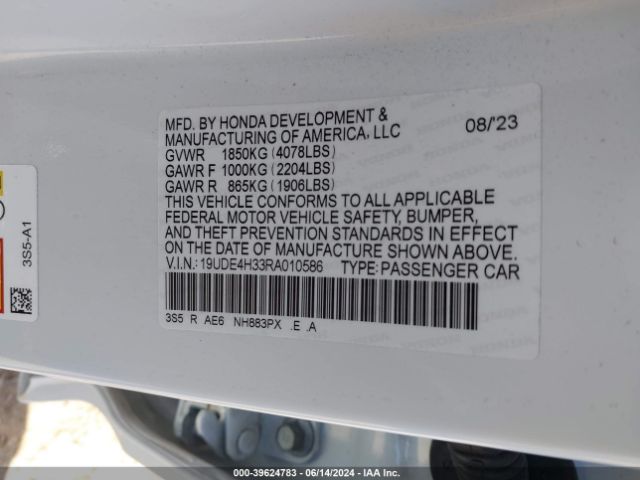 MFD. BY HONDA DEVELOPMENT &
MANUFACTURING OF AMERICA, LLC 08/'23
GVWR 1850KG (4078LBS)
GAWR F 1000KG (2204LBS)
GAWR R 865KG (1906LBS)
THIS VEHICLE CONFORMS TO ALL APPLICABLE
FEDERAL MOTOR VEHICLE SAFETY, BUMPER,
AND THEFT PREVENTION STANDARDS IN EFFECT
ON THE DATE OF MANUFACTURE SHOWN ABOVE.
V.I.N.: 19UDE4H33RA010586 TYPE: PASSENGER CAR
3S5 R AE6 NH883PX .E .A
3S5-A1
000-39624783 - 06/14/2024 - IAA Inc.